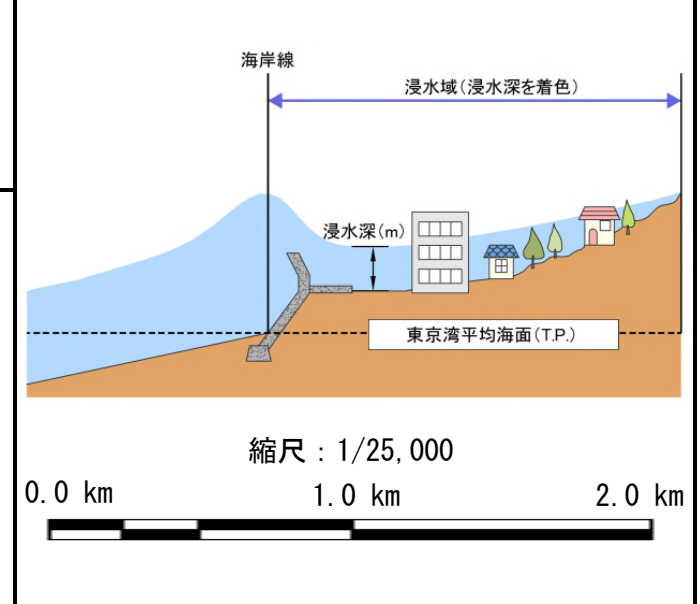 海岸線
浸水域(浸水深を着色)
浸水深(m)
東京湾平均海面(T.P.)
縮尺:1/25,000
0.0 km 1.0 km 2.0 km